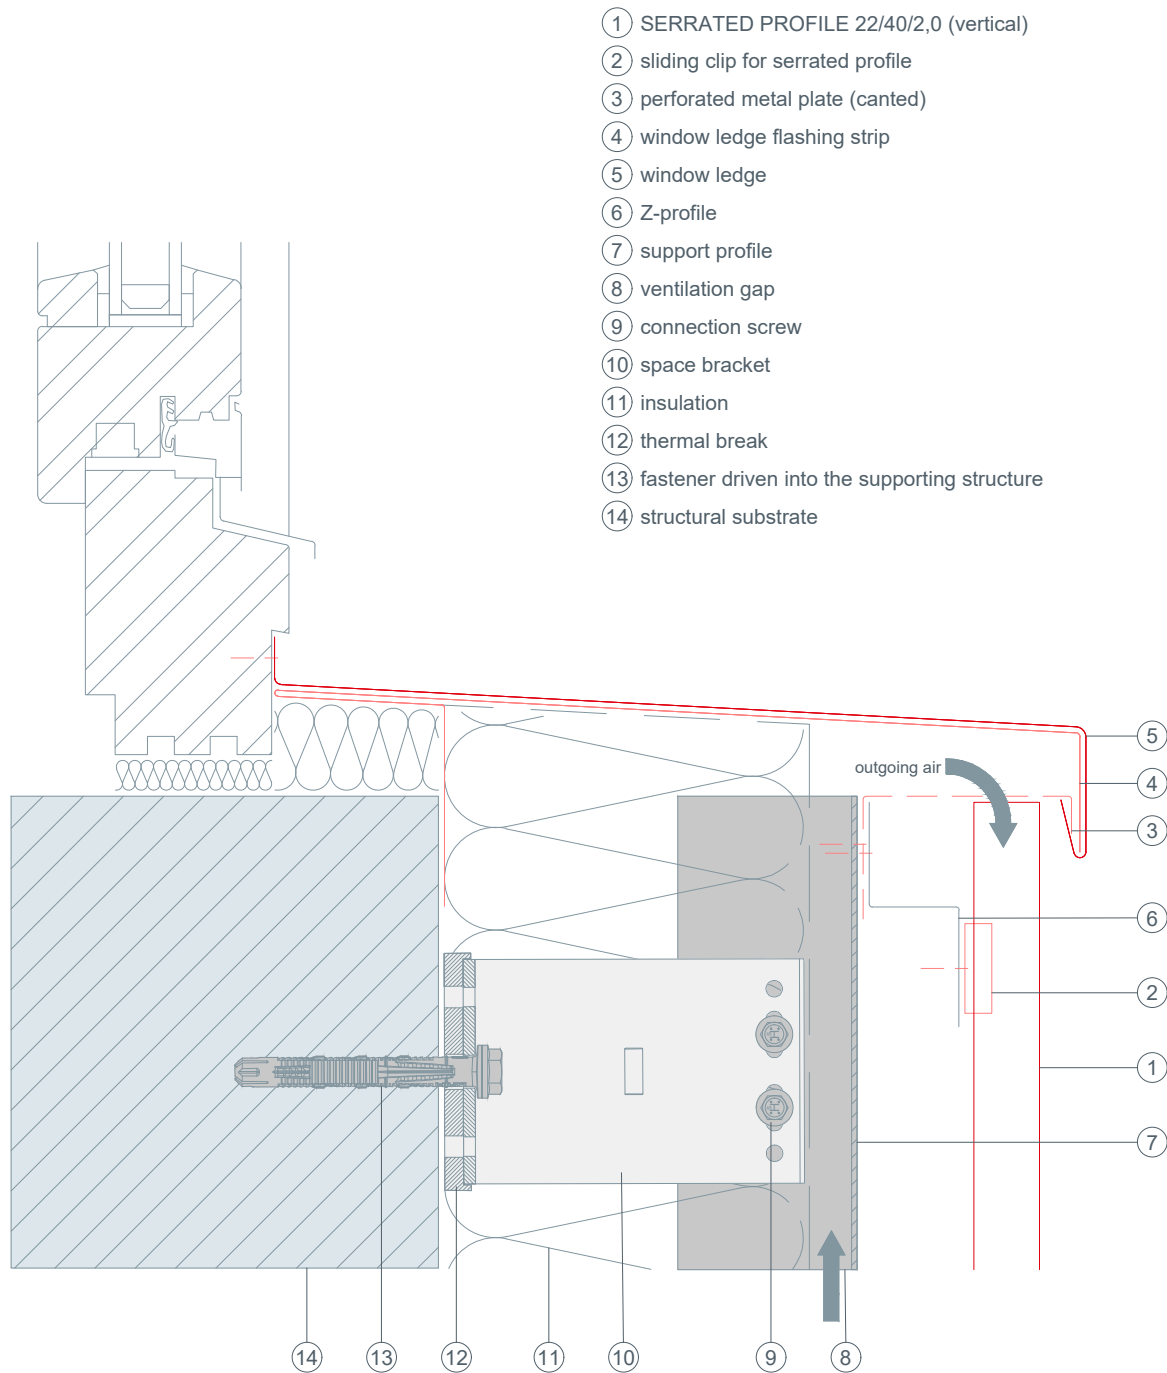 1 SERRATED PROFILE 22/40/2,0 (vertical)
2 sliding clip for serrated profile
3 perforated metal plate (canted)
4 window ledge flashing strip
5 window ledge
6 Z-profile
7 support profile
8 ventilation gap
9 connection screw
10 space bracket
11 insulation
12 thermal break
13 fastener driven into the supporting structure
14 structural substrate
5
outgoing air
4
3
6
2
1
7
14 13 12 11 10 9 8